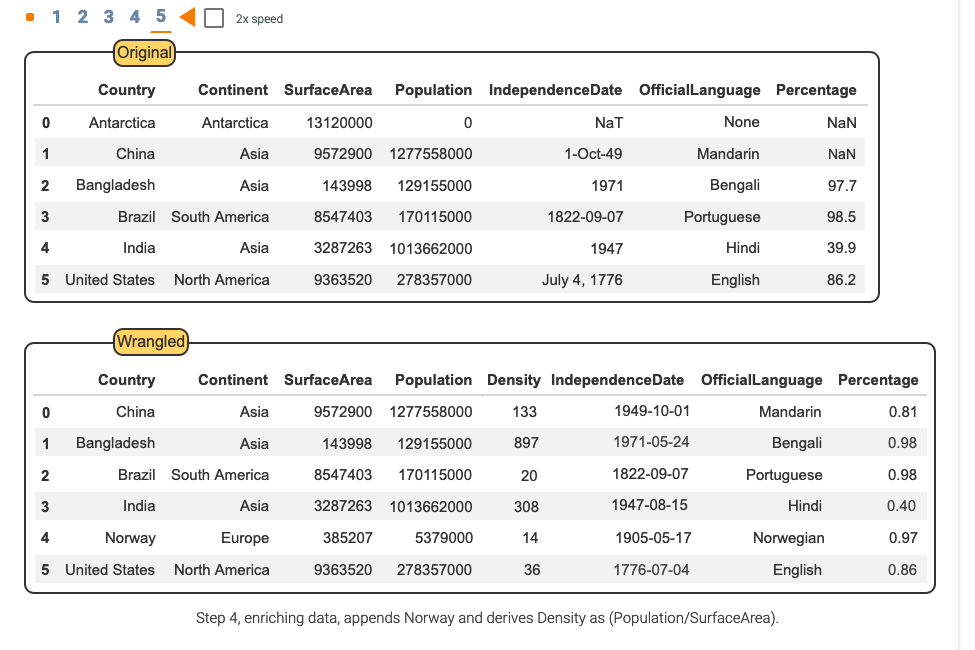 1 2 3 4 5 2x speed
Original
Country Continent SurfaceArea Population IndependenceDate OfficialLanguage Percentage
0 Antarctica Antarctica 13120000 0 NaT None NaN
1 China Asia 9572900 1277558000 1-Oct-49 Mandarin NaN
2 Bangladesh Asia 143998 129155000 1971 Bengali 97.7
3 Brazil South America 8547403 170115000 1822-09-07 Portuguese 98.5
4 India Asia 3287263 1013662000 1947 Hindi 39.9
5 United States North America 9363520 278357000 July 4, 1776 English 86.2
Wrangled
Country Continent SurfaceArea Population Density IndependenceDate OfficialLanguage Percentage
0 China Asia 9572900 1277558000 133 1949-10-01 Mandarin 0.81
1 Bangladesh Asia 143998 129155000 897 1971-05-24 Bengali 0.98
2 Brazil South America 8547403 170115000 20 1822-09-07 Portuguese 0.98
3 India Asia 3287263 1013662000 308 1947-08-15 Hindi 0.40
4 Norway Europe 385207 5379000 14 1905-05-17 Norwegian 0.97
5 United States North America 9363520 278357000 36 1776-07-04 English 0.86
Step 4, enriching data, appends Norway and derives Density as (Population/SurfaceArea).